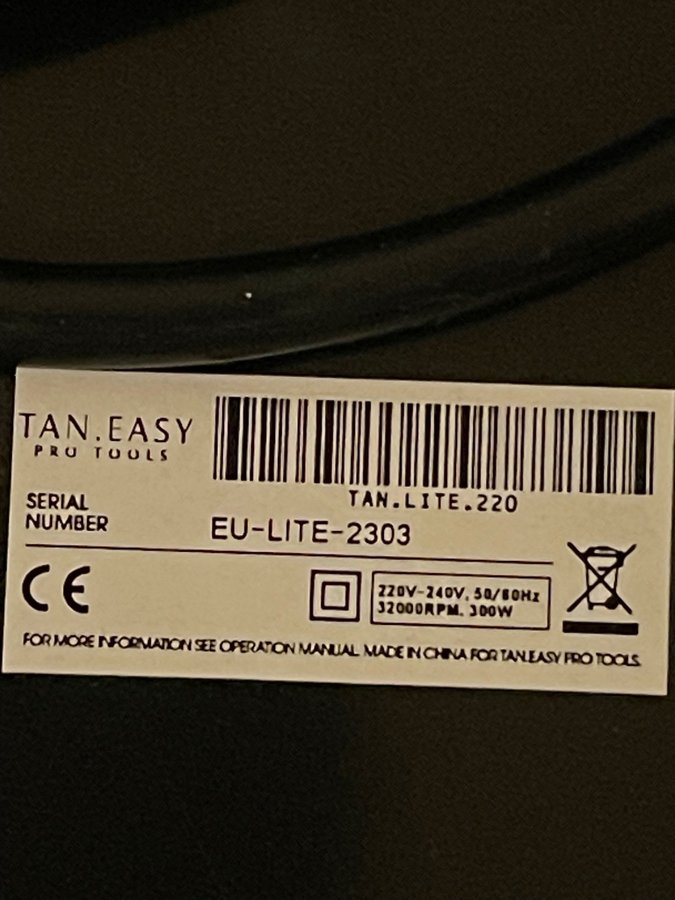 TAN.EASY
PRO TOOLS
TAN.LITE.220
SERIAL
NUMBER
EU-LITE-2303
CE
220V-240V, 50/60Hz
32000RPM, 300W
FOR MORE INFORMATION SEE OPERATION MANUAL. MADE IN CHINA FOR TAN.EASY PRO TOOLS.